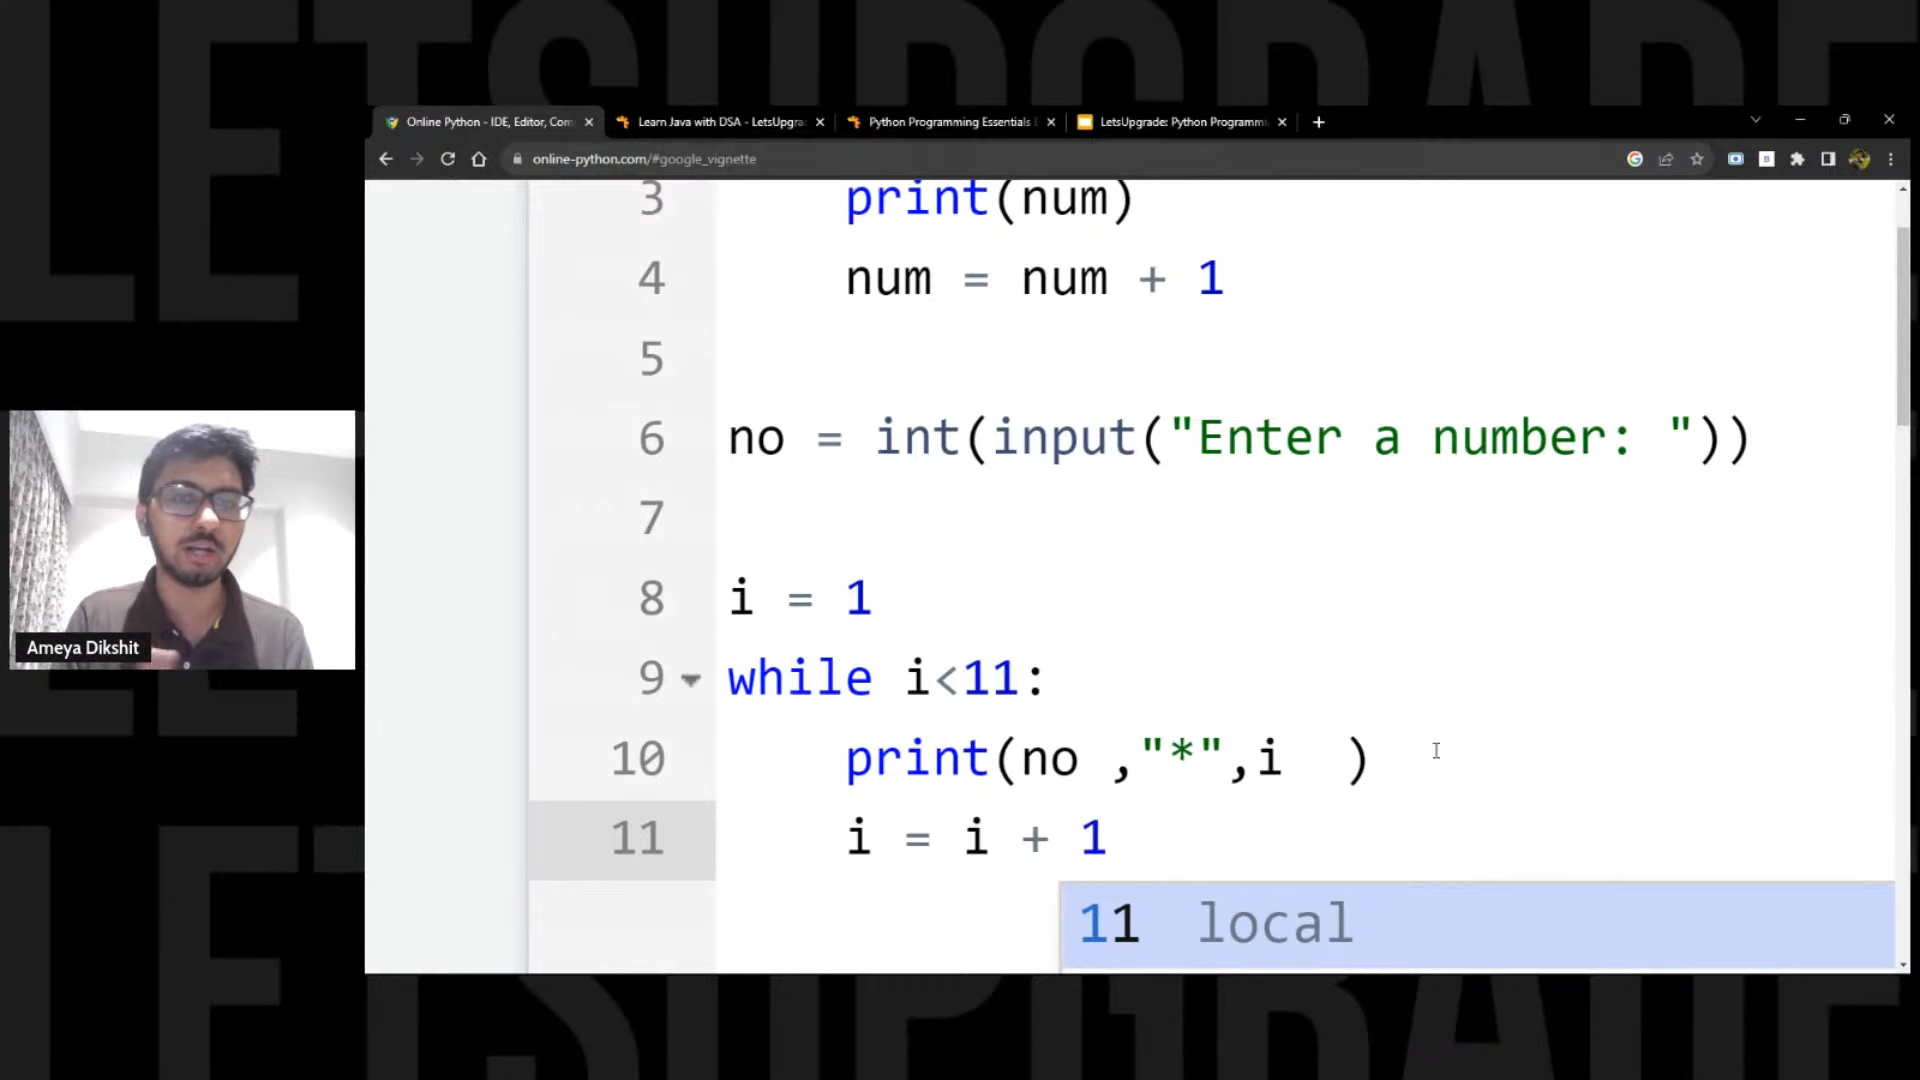 LETSUPGRADE
Online Python - IDE, Editor, Com
Learn Java with DSA - LetsUpgra
Python Programming Essentials
LetsUpgrade: Python Programmi
online-python.com/#google_vignette
3 print(num)
4 num = num + 1
5
6 no = int(input("Enter a number: "))
7
8 i = 1
9 while i<11:
10 print(no ,"*",i )
11 i = i + 1
11 local
Ameya Dikshit